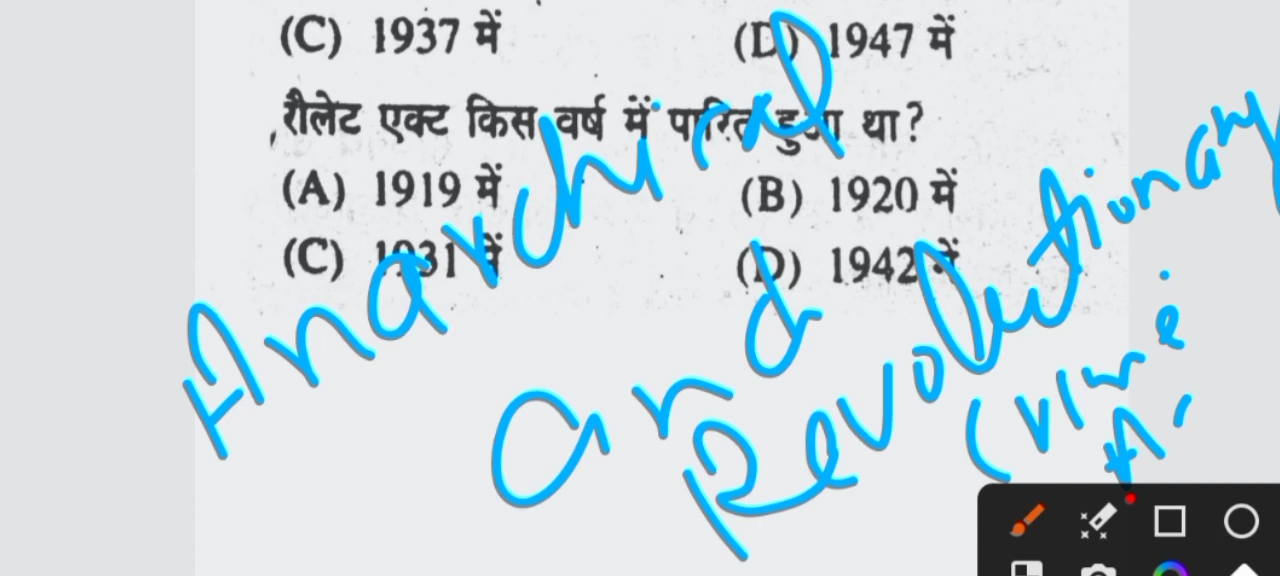 (C) 1937 में (D) 1947 में
रौलेट एक्ट किस वर्ष में पारित हुआ था?
(A) 1919 में (B) 1920 में
(C) 1931 में (D) 1942 में
Anarchical
and
Revolutionary
Crime
A